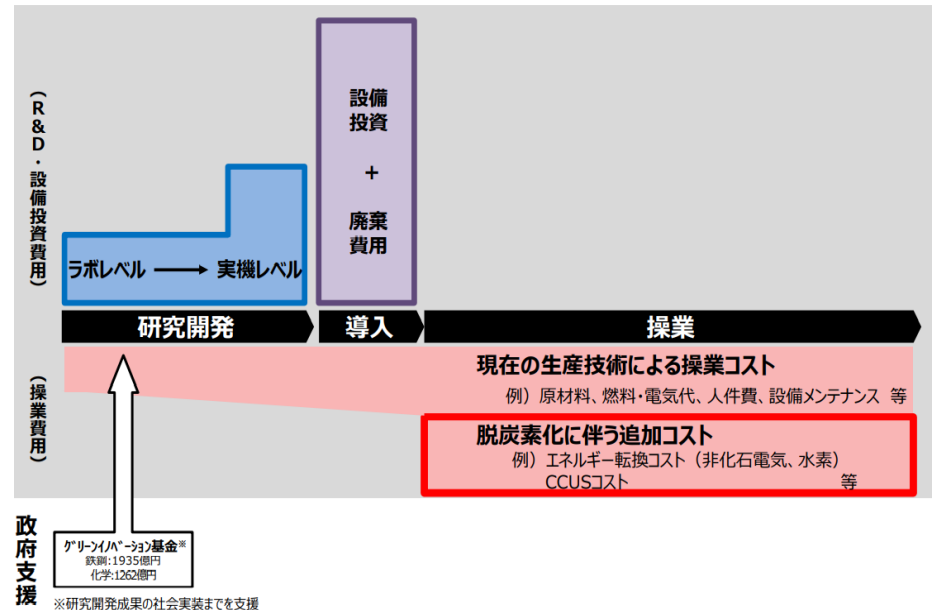 （R&D・設備投資費用）
設備
投資
+
廃棄
費用
ラボレベル → 実機レベル
研究開発
導入
操業
（操業費用）
現在の生産技術による操業コスト
例）原材料、燃料・電気代、人件費、設備メンテナンス 等
脱炭素化に伴う追加コスト
例）エネルギー転換コスト（非化石電気、水素）
CCUSコスト 等
政府支援
グリーンイノベーション基金※
鉄鋼:1935億円
化学:1262億円
※研究開発成果の社会実装までを支援